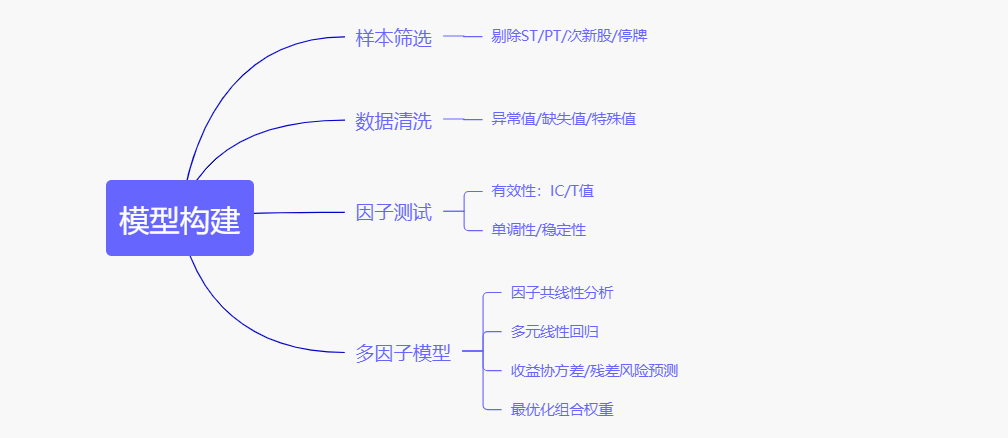 模型构建
样本筛选
剔除ST/PT/次新股/停牌
数据清洗
异常值/缺失值/特殊值
因子测试
有效性：IC/T值
单调性/稳定性
多因子模型
因子共线性分析
多元线性回归
收益协方差/残差风险预测
最优化组合权重